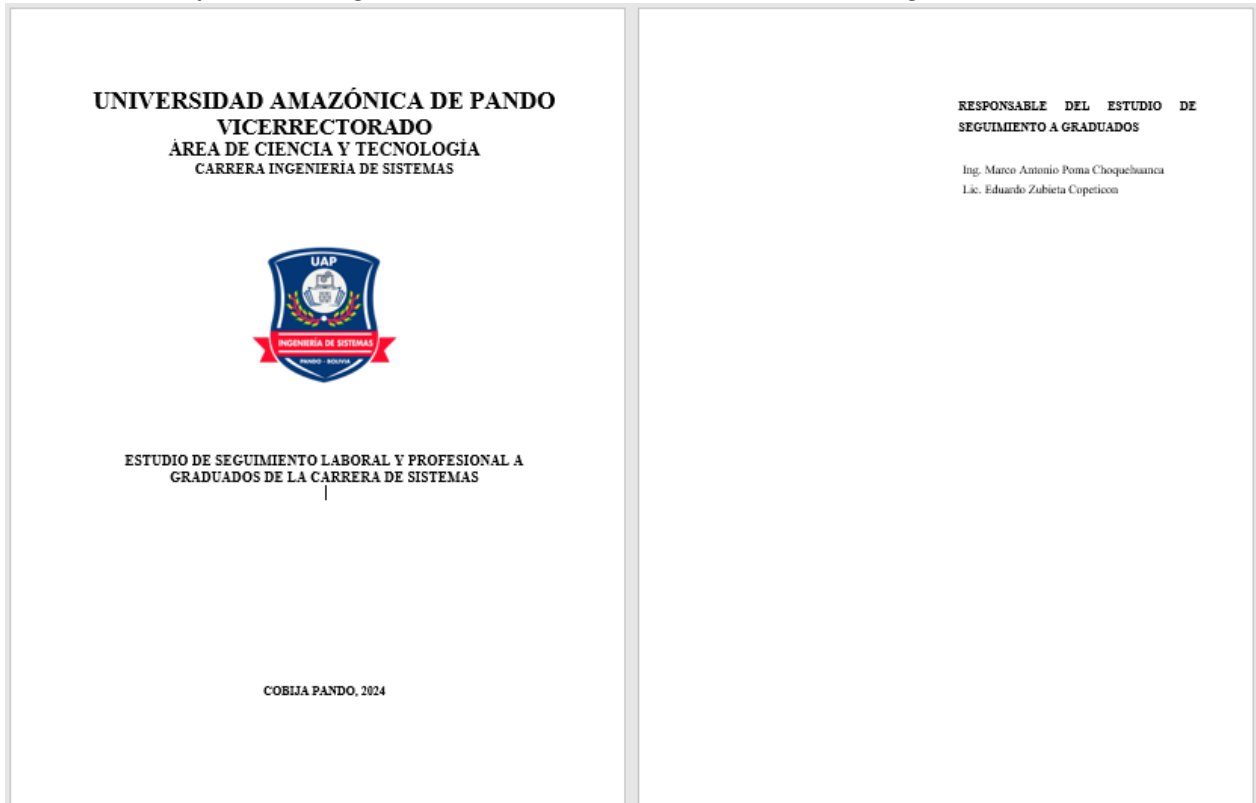 UNIVERSIDAD AMAZÓNICA DE PANDO
VICERRECTORADO
ÁREA DE CIENCIA Y TECNOLOGÍA
CARRERA INGENIERÍA DE SISTEMAS
UAP
INGENIERÍA DE SISTEMAS
PANDO - BOLIVIA
ESTUDIO DE SEGUIMIENTO LABORAL Y PROFESIONAL A
GRADUADOS DE LA CARRERA DE SISTEMAS
COBIJA PANDO, 2024
RESPONSABLE DEL ESTUDIO DE
SEGUIMIENTO A GRADUADOS
Ing. Marco Antonio Poma Choquehuanca
Lic. Eduardo Zubieta Copeticon